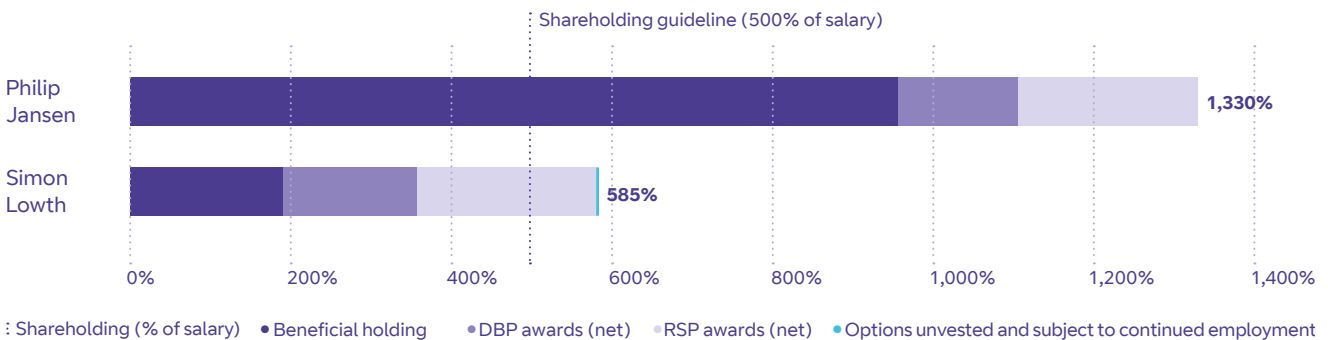 Shareholding guideline (500% of salary)
Philip
Jansen
1,330%
Simon
Lowth
585%
0% 200% 400% 600% 800% 1,000% 1,200% 1,400%
Shareholding (% of salary) • Beneficial holding • DBP awards (net) • RSP awards (net) • Options unvested and subject to continued employment